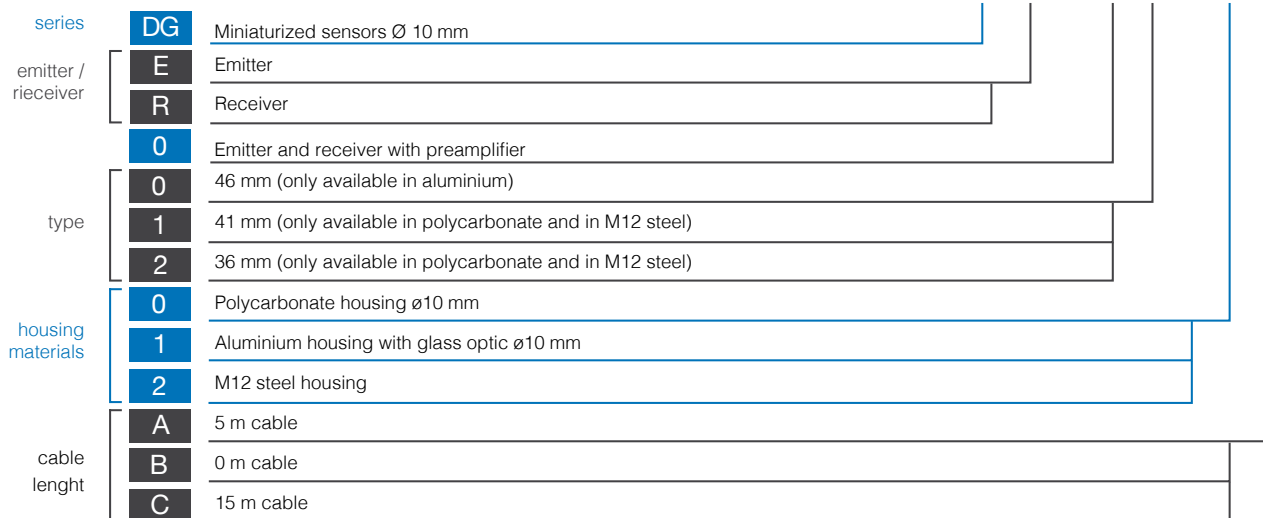 series DG Miniaturized sensors Ø 10 mm
emitter / E Emitter
rieceiver R Receiver
0 Emitter and receiver with preamplifier
0 46 mm (only available in aluminium)
type 1 41 mm (only available in polycarbonate and in M12 steel)
2 36 mm (only available in polycarbonate and in M12 steel)
0 Polycarbonate housing ø10 mm
housing
materials 1 Aluminium housing with glass optic ø10 mm
2 M12 steel housing
A 5 m cable
cable B 0 m cable
lenght
C 15 m cable